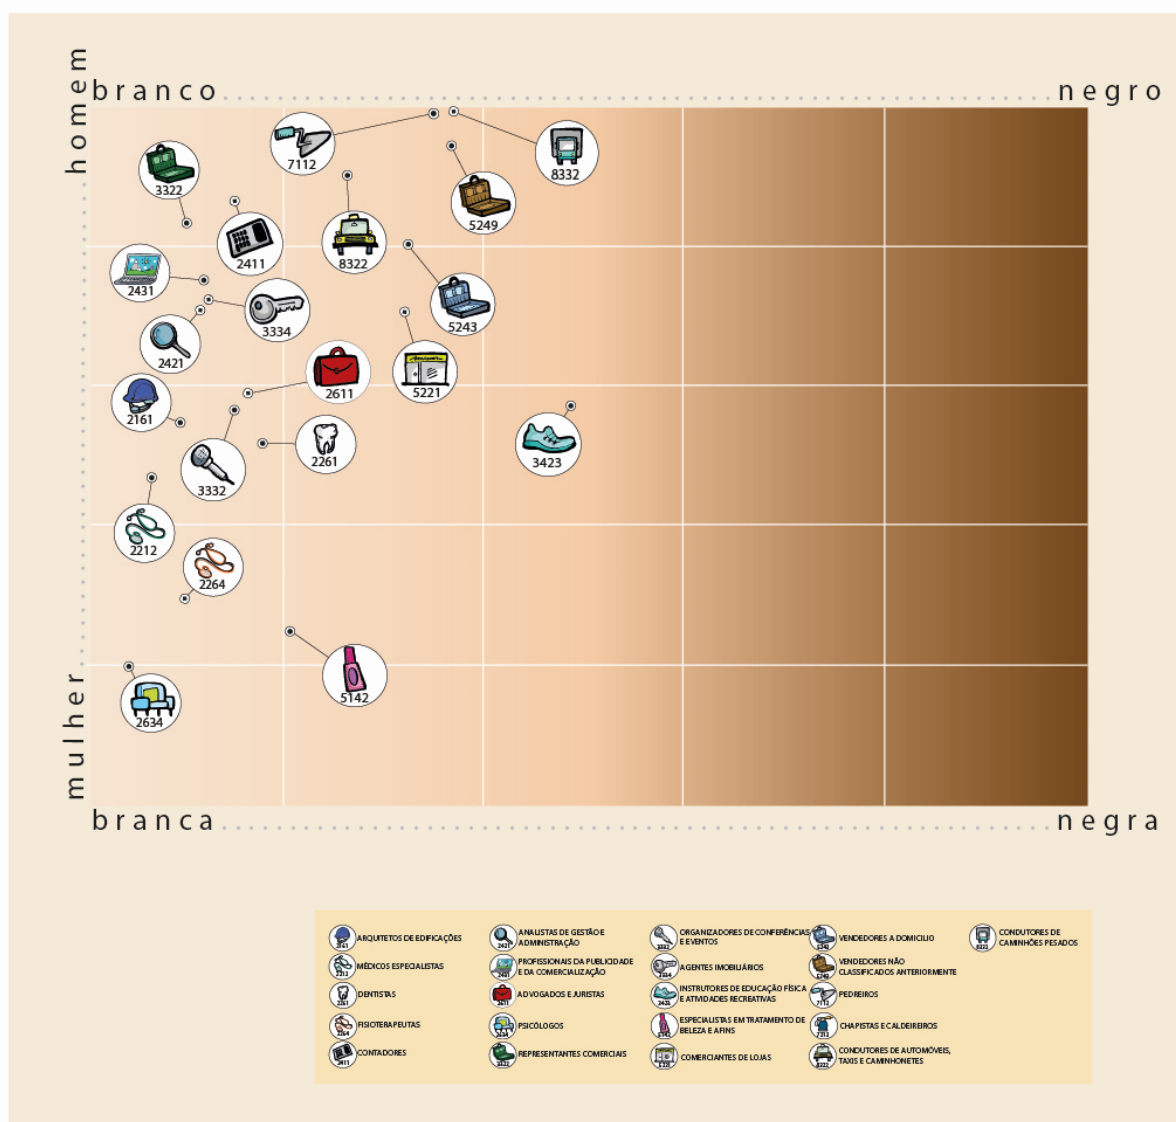 homem
branco
negro
7112
8332
3322
5249
2411
8322
2431
5243
3334
2421
2611
5221
2161
2261
3423
3332
2212
2264
5142
2634
mulher
branca
negra
2161 ARQUITETOS DE EDIFICAÇÕES
2212 MÉDICOS ESPECIALISTAS
2261 DENTISTAS
2264 FISIOTERAPEUTAS
2411 CONTADORES
2421 ANALISTAS DE GESTÃO E
ADMINISTRAÇÃO
2431 PROFISSIONAIS DA PUBLICIDADE
E DA COMERCIALIZAÇÃO
2611 ADVOGADOS E JURISTAS
2634 PSICÓLOGOS
3322 REPRESENTANTES COMERCIAIS
3332 ORGANIZADORES DE CONFERÊNCIAS
E EVENTOS
3334 AGENTES IMOBILIÁRIOS
3423 INSTRUTORES DE EDUCAÇÃO FÍSICA
E ATIVIDADES RECREATIVAS
5142 ESPECIALISTAS EM TRATAMENTO DE
BELEZA E AFINS
5221 COMERCIANTES DE LOJAS
5243 VENDEDORES A DOMICILIO
5249 VENDEDORES NÃO
CLASSIFICADOS ANTERIORMENTE
7112 PEDREIROS
7213 CHAPISTAS E CALDEIREIROS
8322 CONDUTORES DE AUTOMÓVEIS,
TAXIS E CAMINHONETES
8332 CONDUTORES DE
CAMINHÕES PESADOS